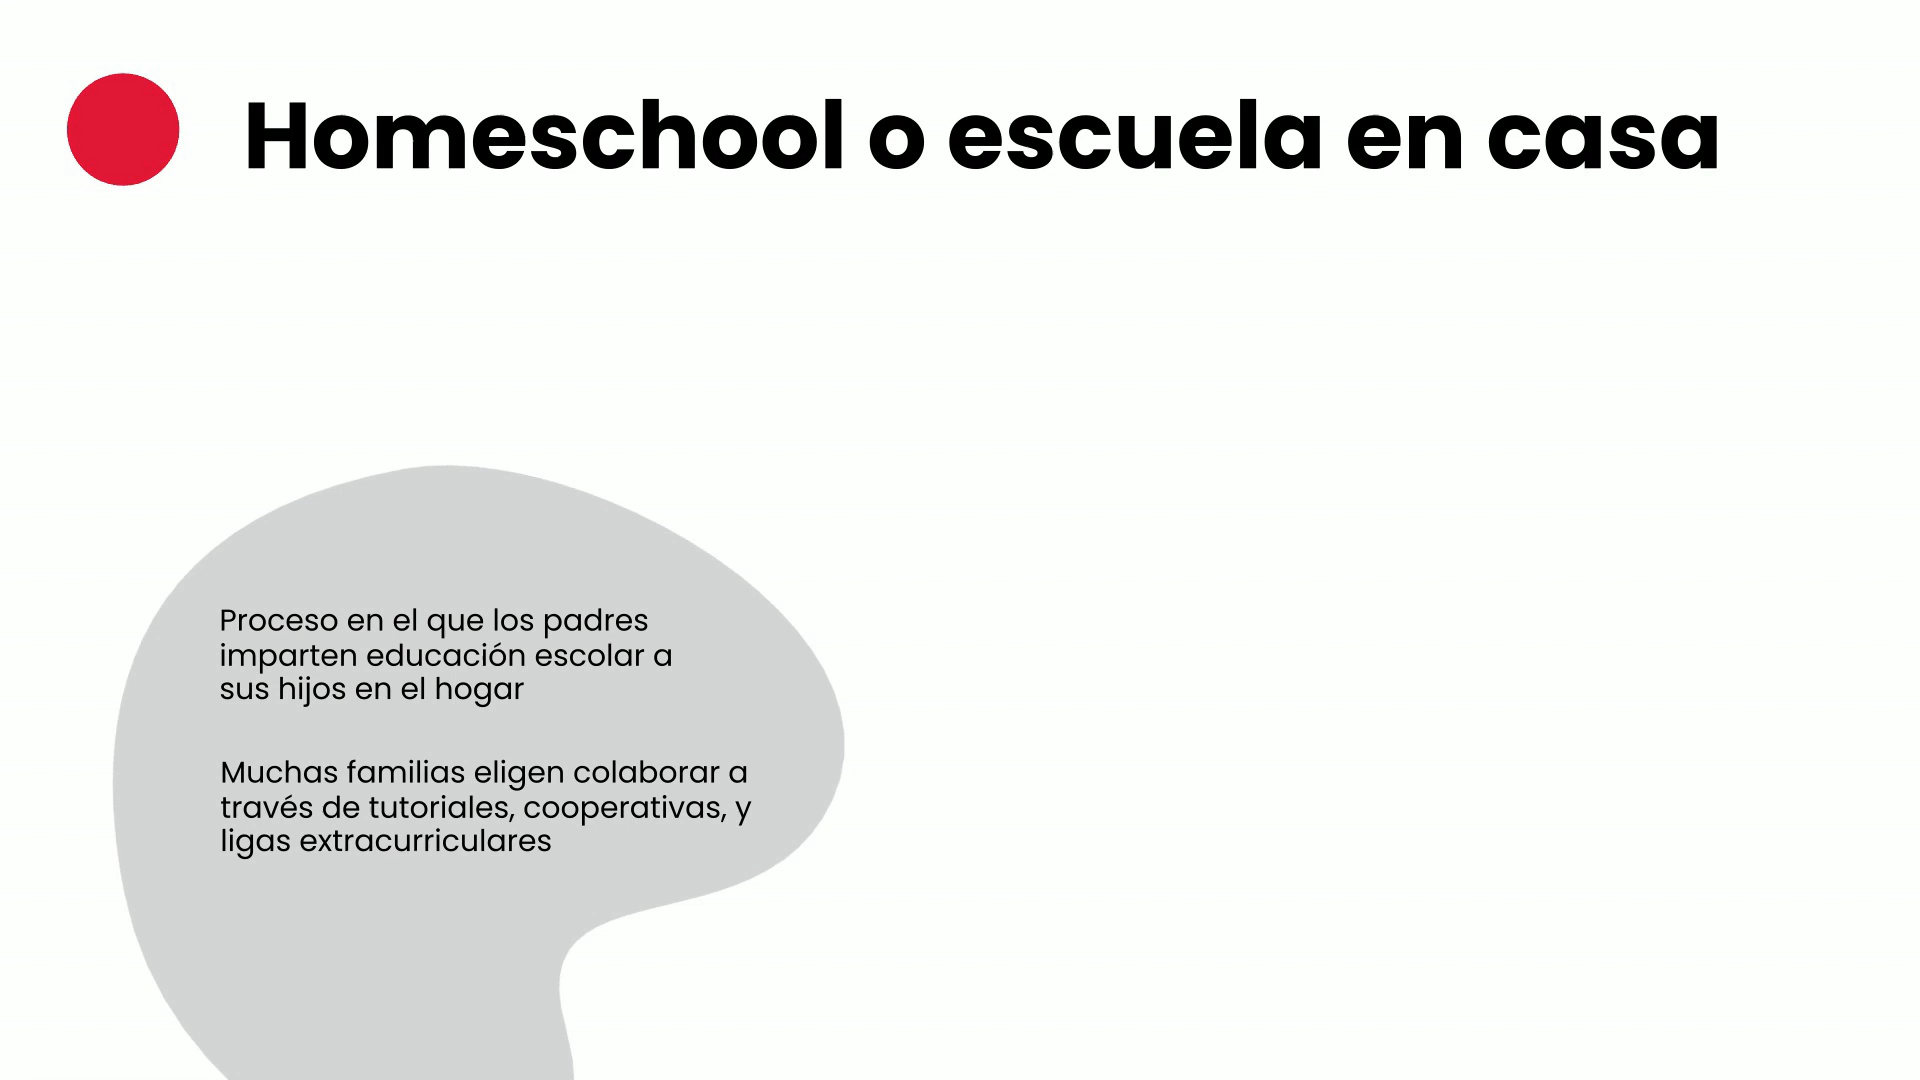 Homeschool o escuela en casa
Proceso en el que los padres
imparten educación escolar a
sus hijos en el hogar
Muchas familias eligen colaborar a
través de tutoriales, cooperativas, y
ligas extracurriculares